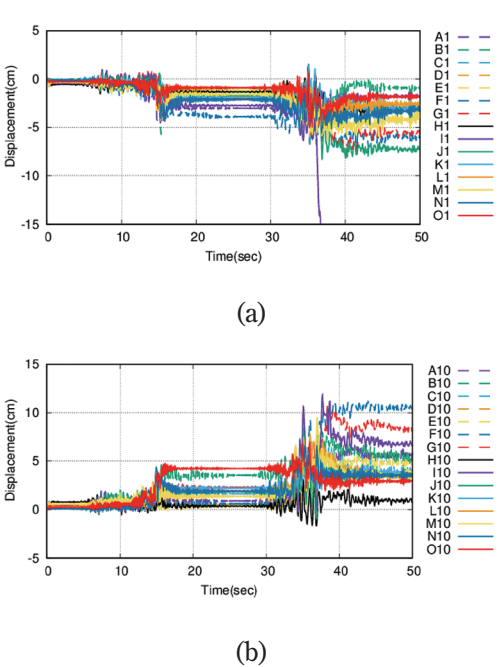 5
0
-5
-10
-15
0 10 20 30 40 50
Displacement(cm)
Time(sec)
A1
B1
C1
D1
E1
F1
G1
H1
I1
J1
K1
L1
M1
N1
O1
(a)
15
10
5
0
-5
0 10 20 30 40 50
Displacement(cm)
Time(sec)
A10
B10
C10
D10
E10
F10
G10
H10
I10
J10
K10
L10
M10
N10
O10
(b)